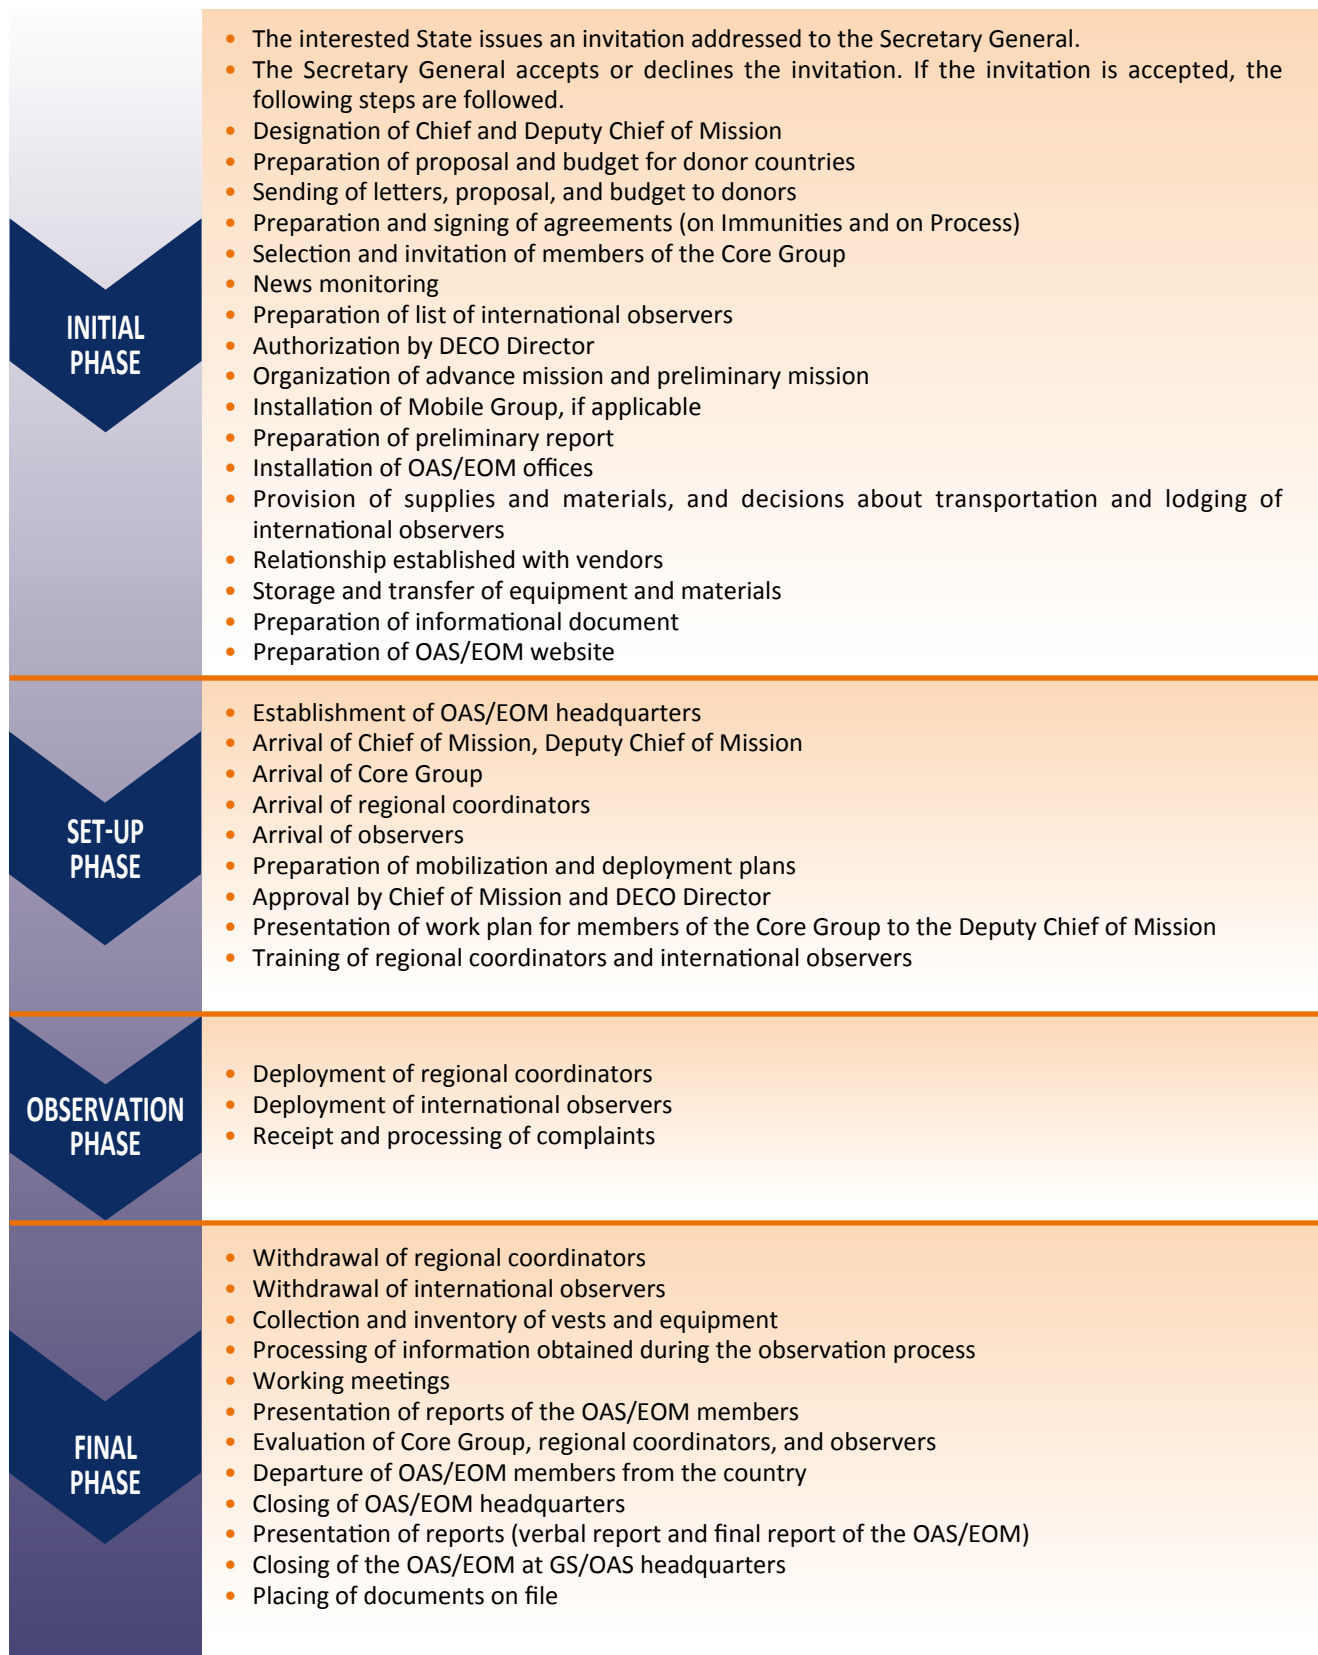 • The interested State issues an invitation addressed to the Secretary General.
• The Secretary General accepts or declines the invitation. If the invitation is accepted, the
following steps are followed.
• Designation of Chief and Deputy Chief of Mission
• Preparation of proposal and budget for donor countries
• Sending of letters, proposal, and budget to donors
• Preparation and signing of agreements (on Immunities and on Process)
• Selection and invitation of members of the Core Group
• News monitoring
• Preparation of list of international observers
• Authorization by DECO Director
• Organization of advance mission and preliminary mission
• Installation of Mobile Group, if applicable
• Preparation of preliminary report
• Installation of OAS/EOM offices
• Provision of supplies and materials, and decisions about transportation and lodging of
international observers
• Relationship established with vendors
• Storage and transfer of equipment and materials
• Preparation of informational document
• Preparation of OAS/EOM website
INITIAL
PHASE
• Establishment of OAS/EOM headquarters
• Arrival of Chief of Mission, Deputy Chief of Mission
• Arrival of Core Group
• Arrival of regional coordinators
• Arrival of observers
• Preparation of mobilization and deployment plans
• Approval by Chief of Mission and DECO Director
• Presentation of work plan for members of the Core Group to the Deputy Chief of Mission
• Training of regional coordinators and international observers
SET-UP
PHASE
• Deployment of regional coordinators
• Deployment of international observers
• Receipt and processing of complaints
OBSERVATION
PHASE
• Withdrawal of regional coordinators
• Withdrawal of international observers
• Collection and inventory of vests and equipment
• Processing of information obtained during the observation process
• Working meetings
• Presentation of reports of the OAS/EOM members
• Evaluation of Core Group, regional coordinators, and observers
• Departure of OAS/EOM members from the country
• Closing of OAS/EOM headquarters
• Presentation of reports (verbal report and final report of the OAS/EOM)
• Closing of the OAS/EOM at GS/OAS headquarters
• Placing of documents on file
FINAL
PHASE